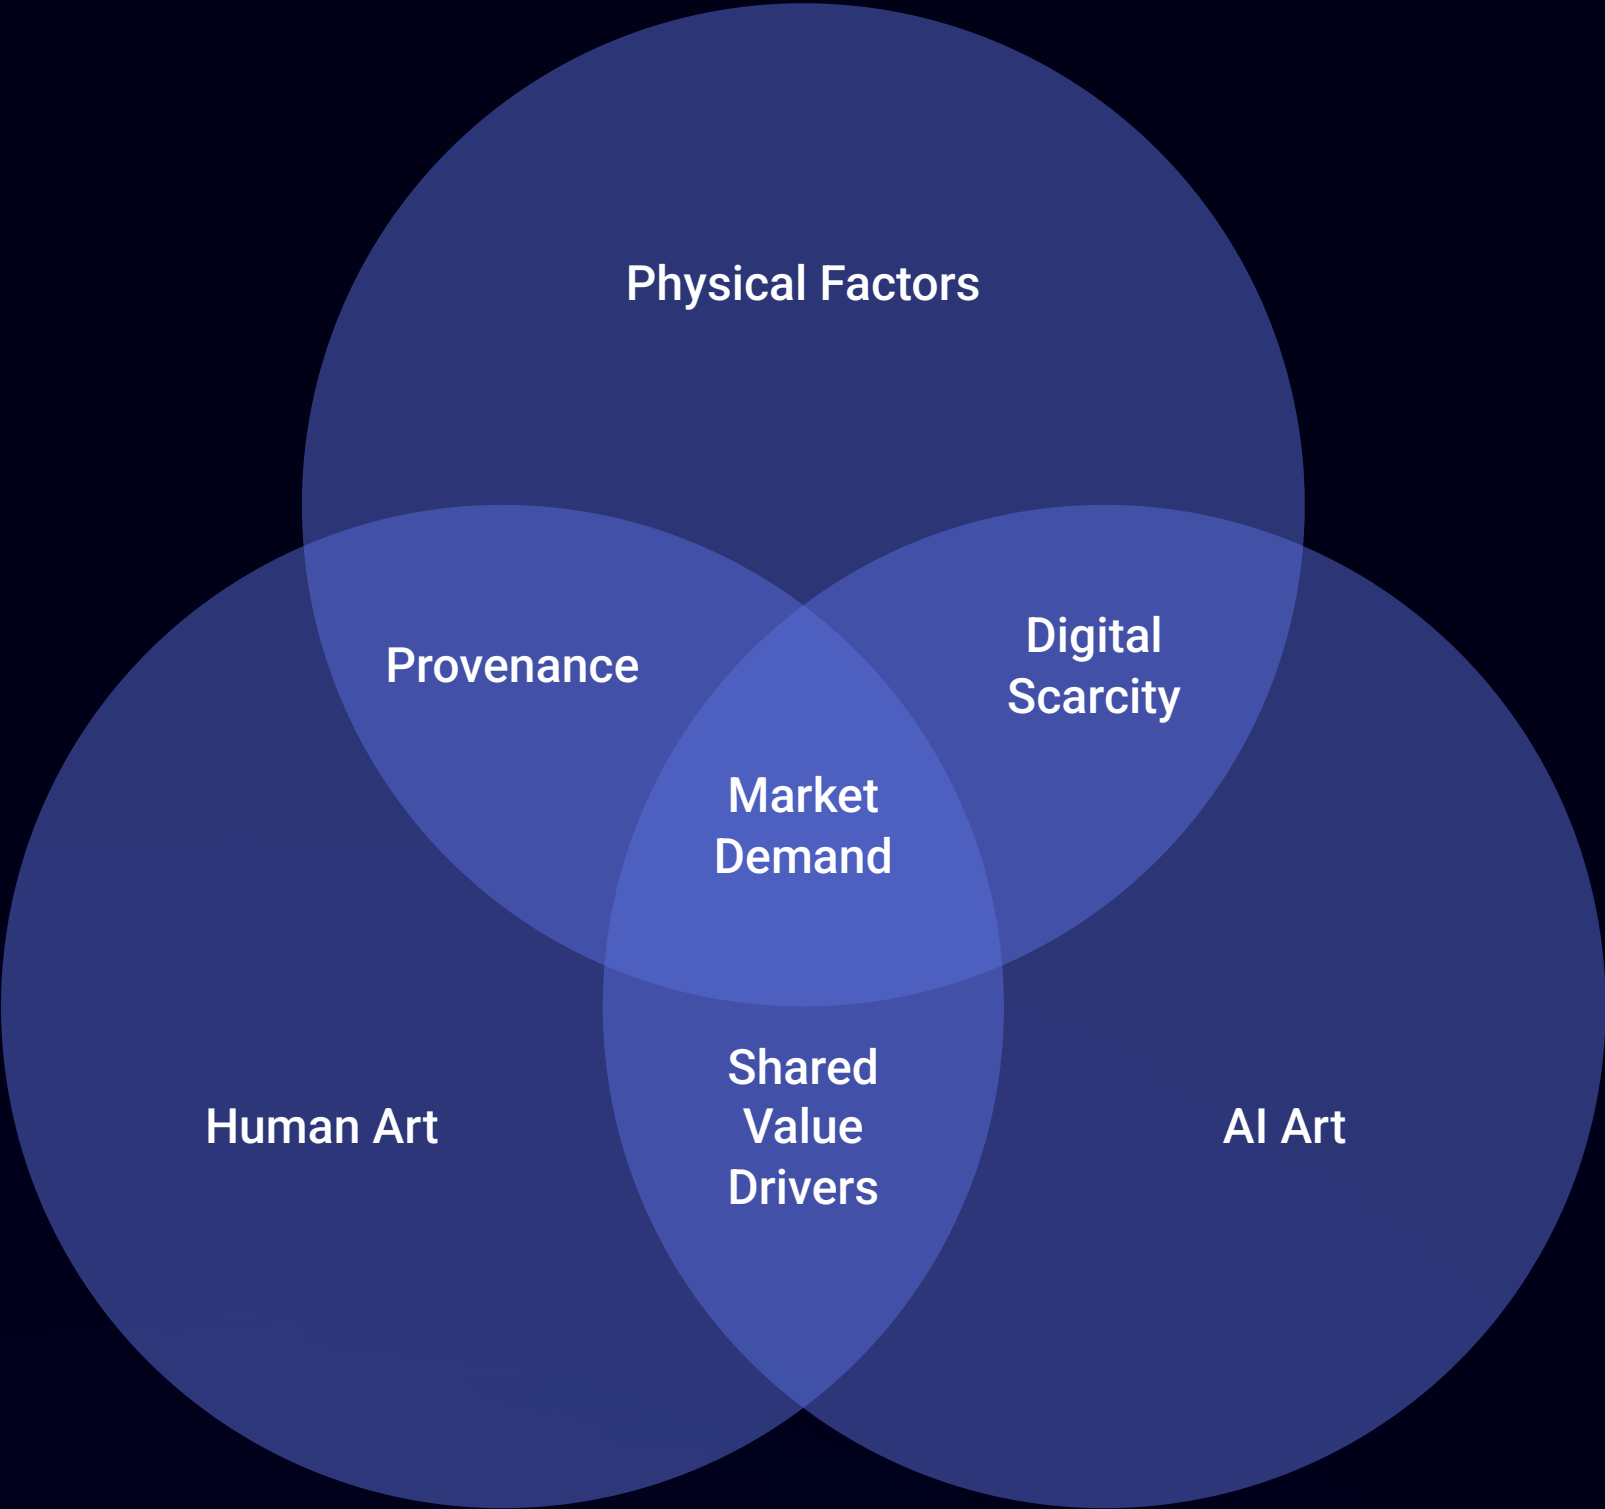 Physical Factors
Provenance
Digital
Scarcity
Market
Demand
Human Art
Shared
Value
Drivers
AI Art